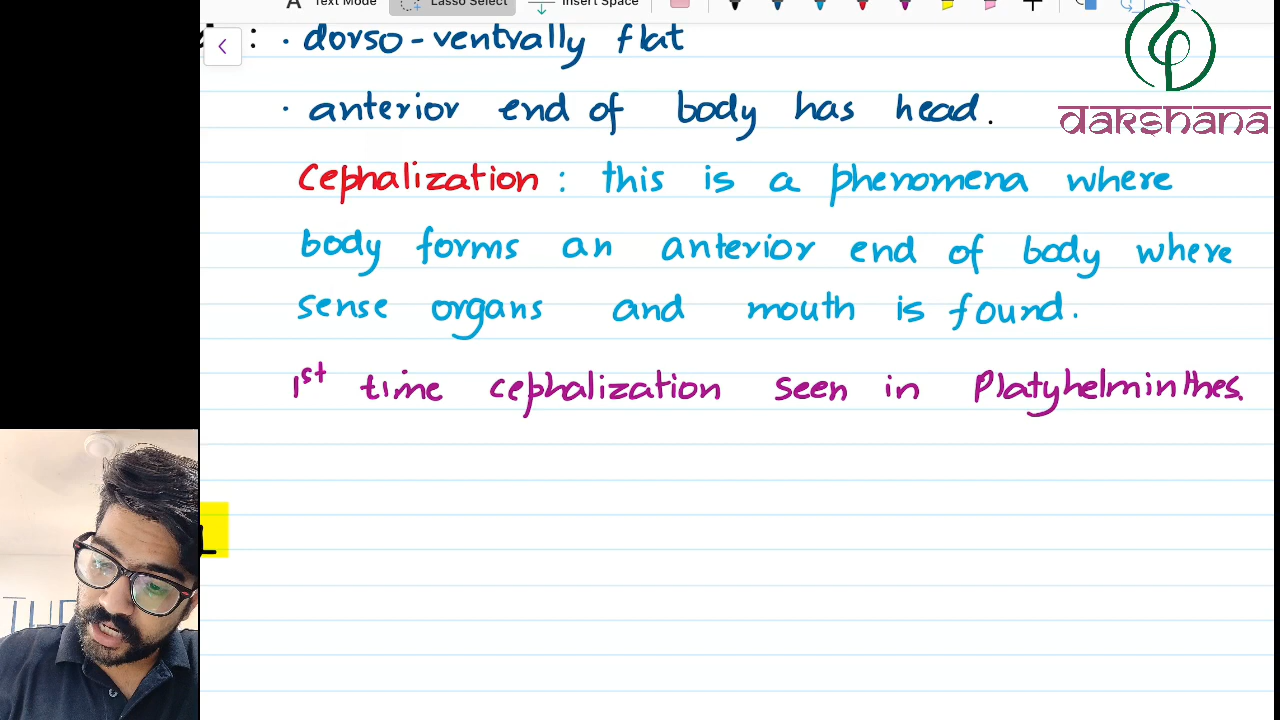 A Text Mode Lasso Select Insert Space
: · dorso-ventrally flat
· anterior end of body has head.
dakshana
Cephalization : this is a phenomena where
body forms an anterior end of body where
sense organs and mouth is found.
1st time cephalization seen in Platyhelminthes.
THE